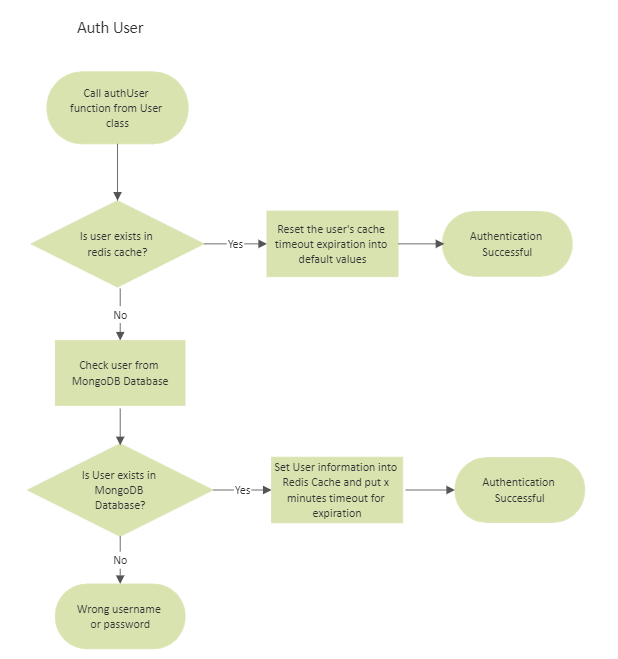 Auth User
Call authUser
function from User
class
Is user exists in
redis cache?
Yes
Reset the user's cache
timeout expiration into
default values
Authentication
Successful
No
Check user from
MongoDB Database
Is User exists in
MongoDB
Database?
Yes
Set User information into
Redis Cache and put x
minutes timeout for
expiration
Authentication
Successful
No
Wrong username
or password